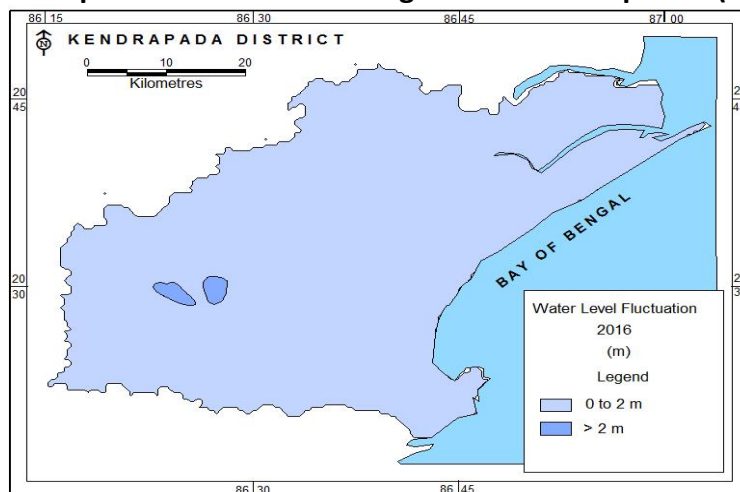 86 15 86 30 86 45 87 00
KENDRAPADA DISTRICT
N
0 10 20
Kilometres
20
45
20
30
BAY OF BENGAL
Water Level Fluctuation
2016
(m)
Legend
0 to 2 m
> 2 m
86 30 86 45